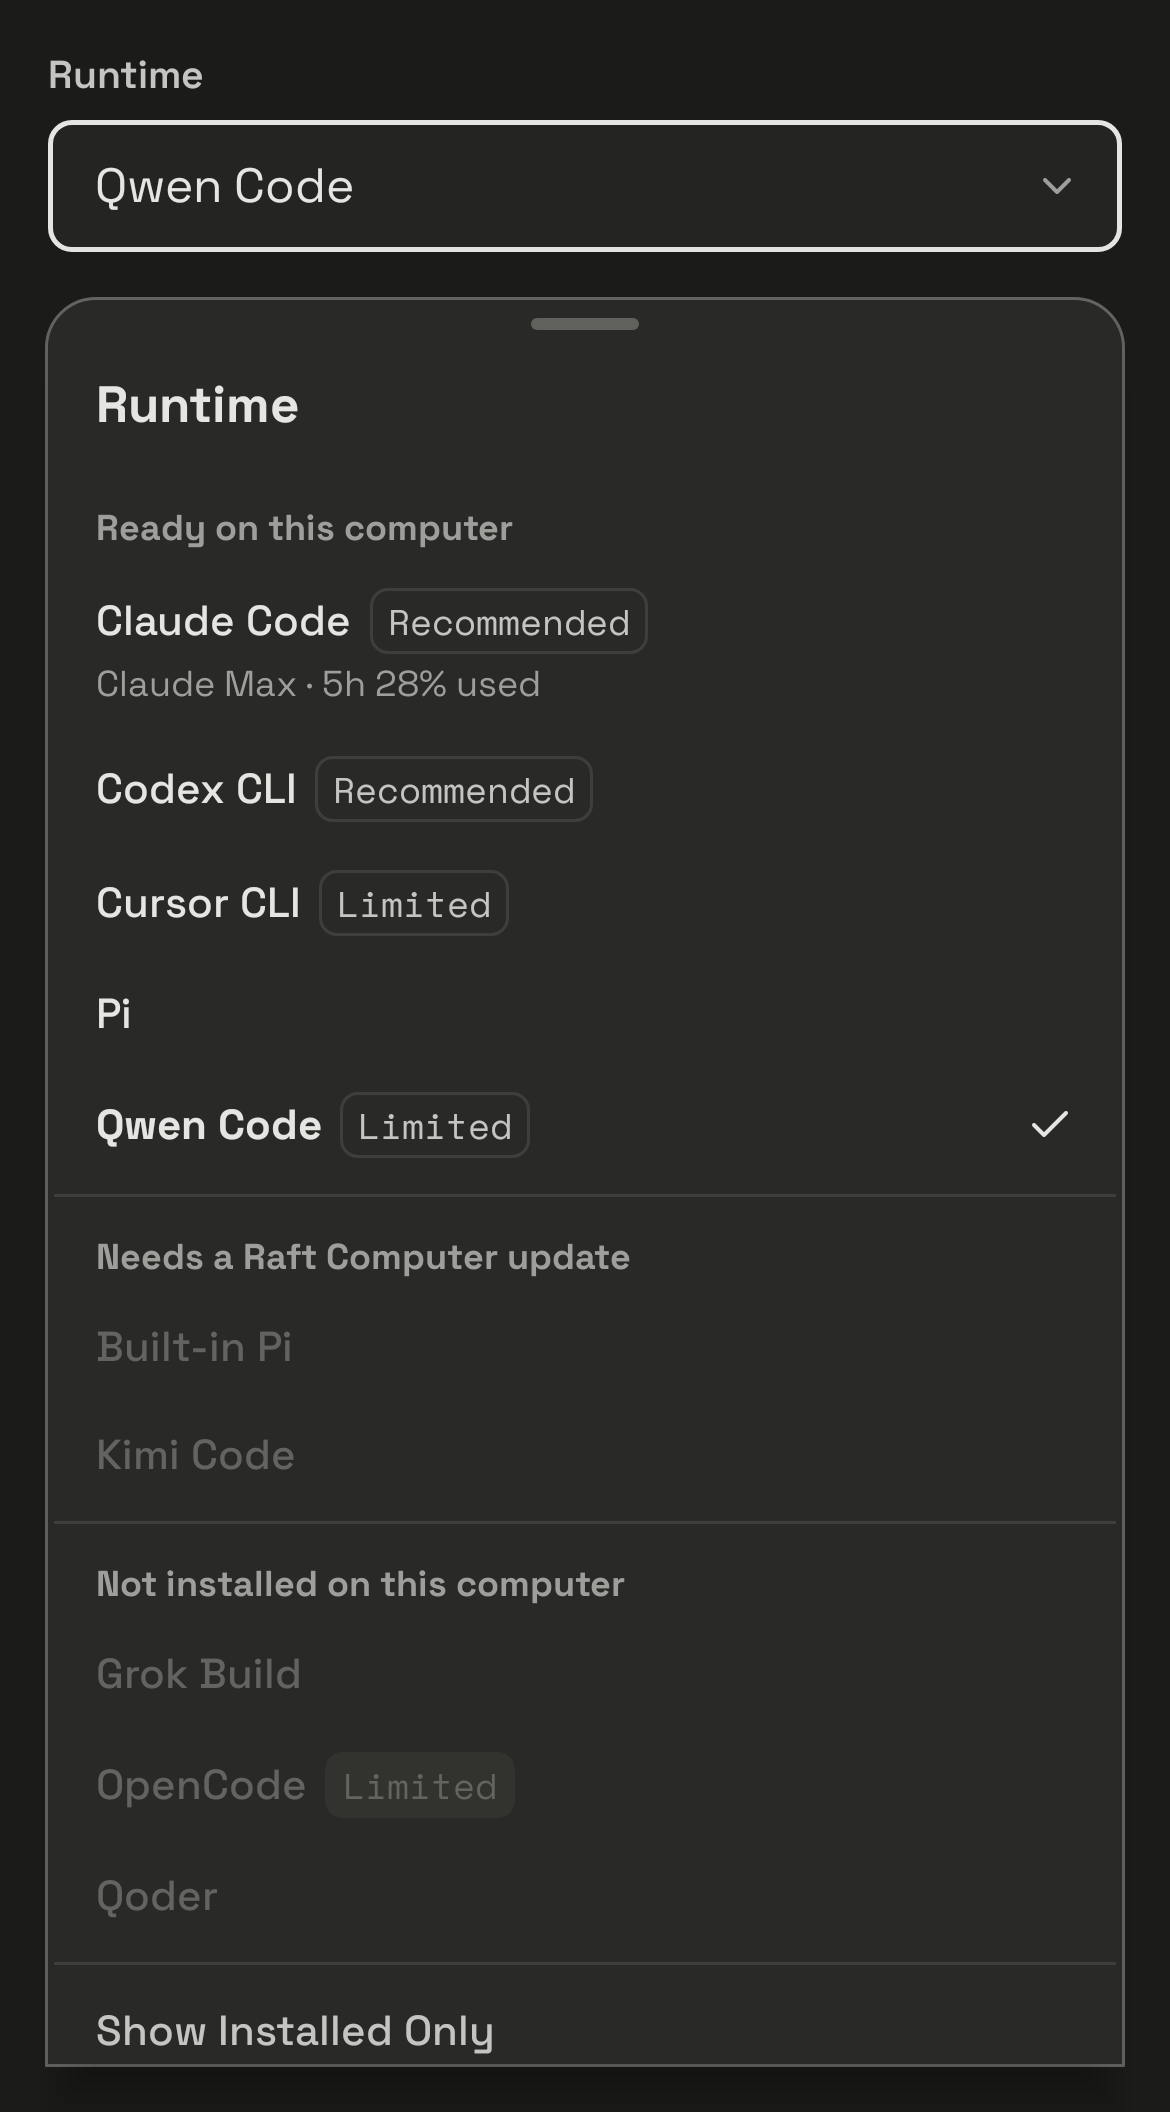 Runtime
Qwen Code
Runtime
Ready on this computer
Claude Code Recommended
Claude Max · 5h 28% used
Codex CLI Recommended
Cursor CLI Limited
Pi
Qwen Code Limited
Needs a Raft Computer update
Built-in Pi
Kimi Code
Not installed on this computer
Grok Build
OpenCode Limited
Qoder
Show Installed Only